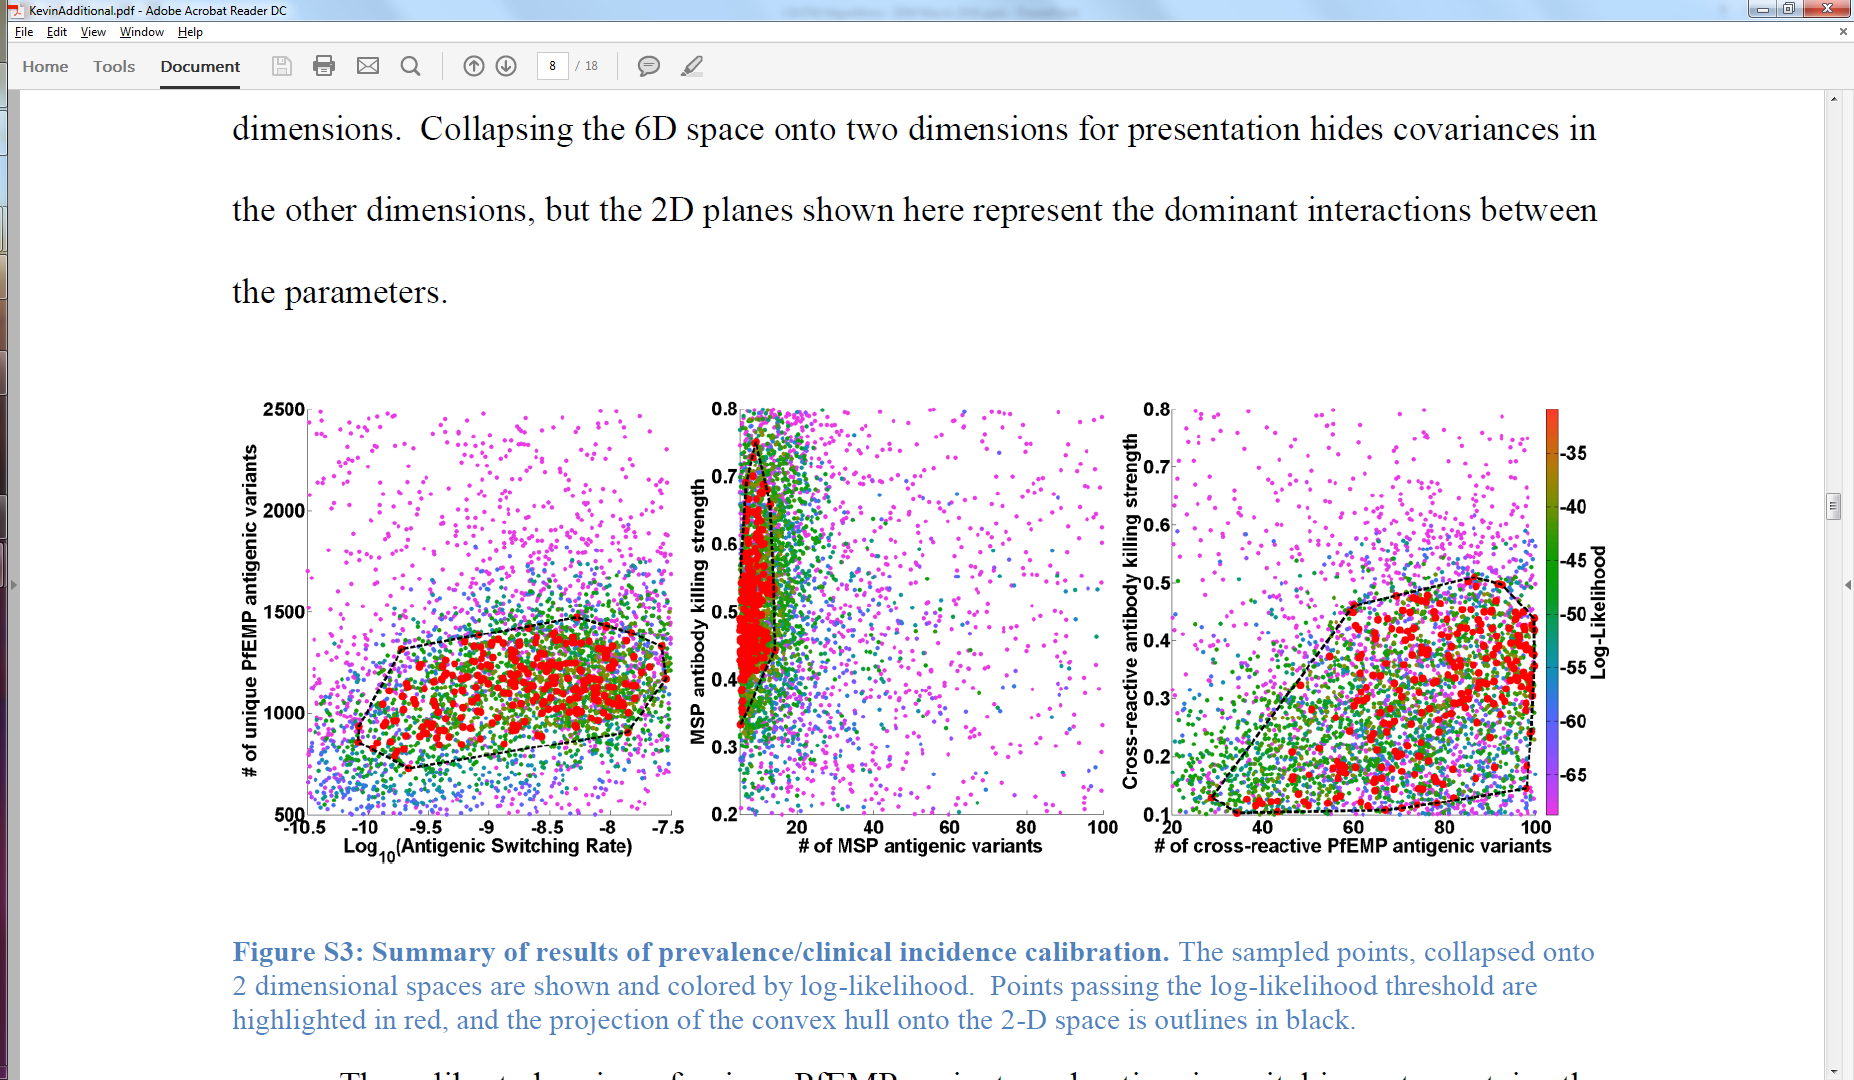 KevinAdditional.pdf - Adobe Acrobat Reader DC
File Edit View Window Help
Home Tools Document 8 / 18
dimensions. Collapsing the 6D space onto two dimensions for presentation hides covariances in
the other dimensions, but the 2D planes shown here represent the dominant interactions between
the parameters.
# of unique PfEMP antigenic variants
2500
2000
1500
1000
500
-10.5 -10 -9.5 -9 -8.5 -8 -7.5
Log10(Antigenic Switching Rate)
MSP antibody killing strength
0.8
0.7
0.6
0.5
0.4
0.3
0.2
20 40 60 80 100
# of MSP antigenic variants
Cross-reactive antibody killing strength
0.8
0.7
0.6
0.5
0.4
0.3
0.2
0.1
20 40 60 80 100
# of cross-reactive PfEMP antigenic variants
-35
-40
-45
-50
-55
-60
-65
Log-Likelihood
Figure S3: Summary of results of prevalence/clinical incidence calibration. The sampled points, collapsed onto
2 dimensional spaces are shown and colored by log-likelihood. Points passing the log-likelihood threshold are
highlighted in red, and the projection of the convex hull onto the 2-D space is outlines in black.